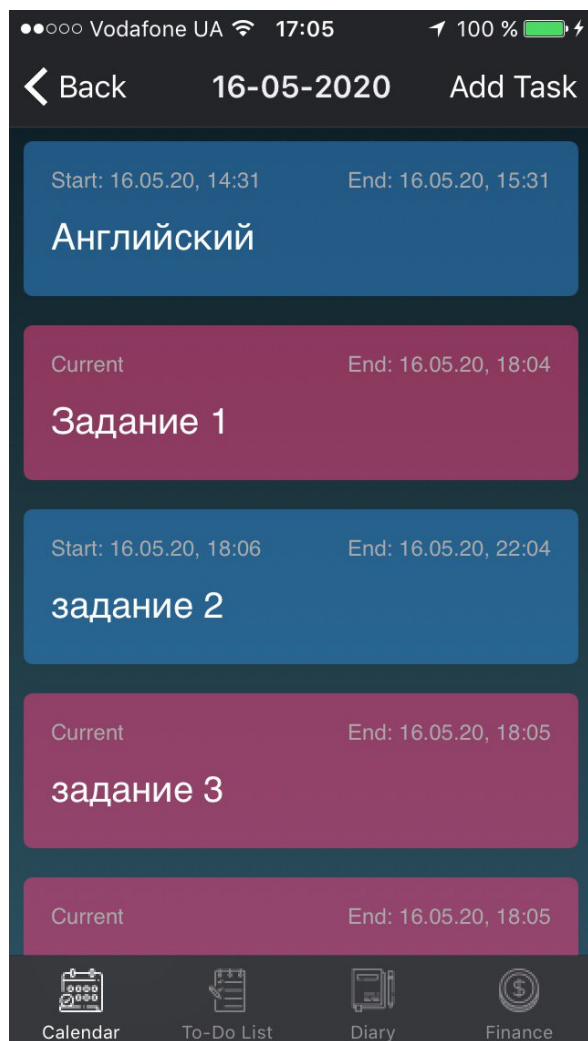 Vodafone UA 17:05 100 %
Back 16-05-2020 Add Task
Start: 16.05.20, 14:31 End: 16.05.20, 15:31
Английский
Current End: 16.05.20, 18:04
Задание 1
Start: 16.05.20, 18:06 End: 16.05.20, 22:04
задание 2
Current End: 16.05.20, 18:05
задание 3
Current End: 16.05.20, 18:05
Calendar To-Do List Diary Finance